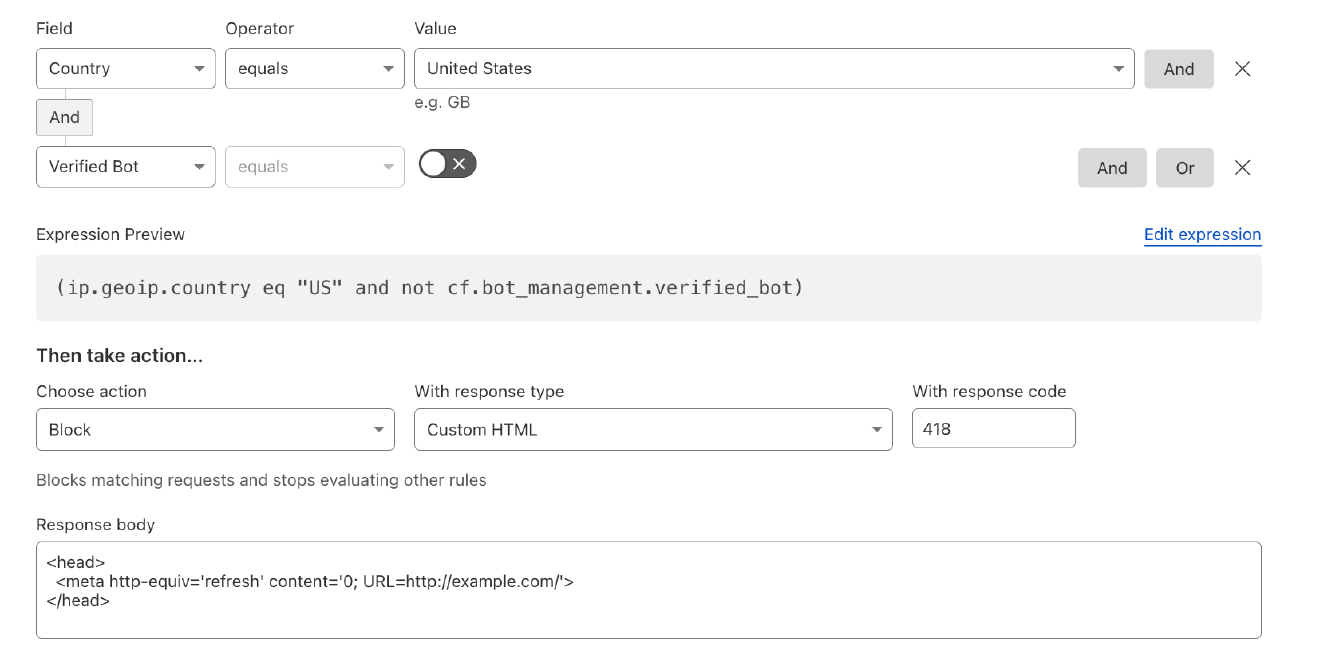 Field Operator Value
Country equals United States And
e.g. GB
And
Verified Bot equals And Or
Expression Preview Edit expression
(ip.geoip.country eq "US" and not cf.bot_management.verified_bot)
Then take action...
Choose action With response type With response code
Block Custom HTML 418
Blocks matching requests and stops evaluating other rules
Response body
<head>
<meta http-equiv='refresh' content='0; URL=http://example.com/'>
</head>